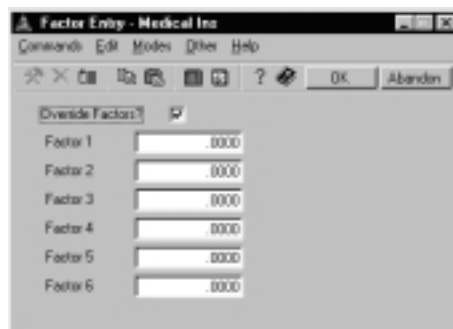 Factor Entry - Medical Ins
Commands Edit Modes Other Help
? OK Abandon
Override Factors?
Factor 1 .0000
Factor 2 .0000
Factor 3 .0000
Factor 4 .0000
Factor 5 .0000
Factor 6 .0000